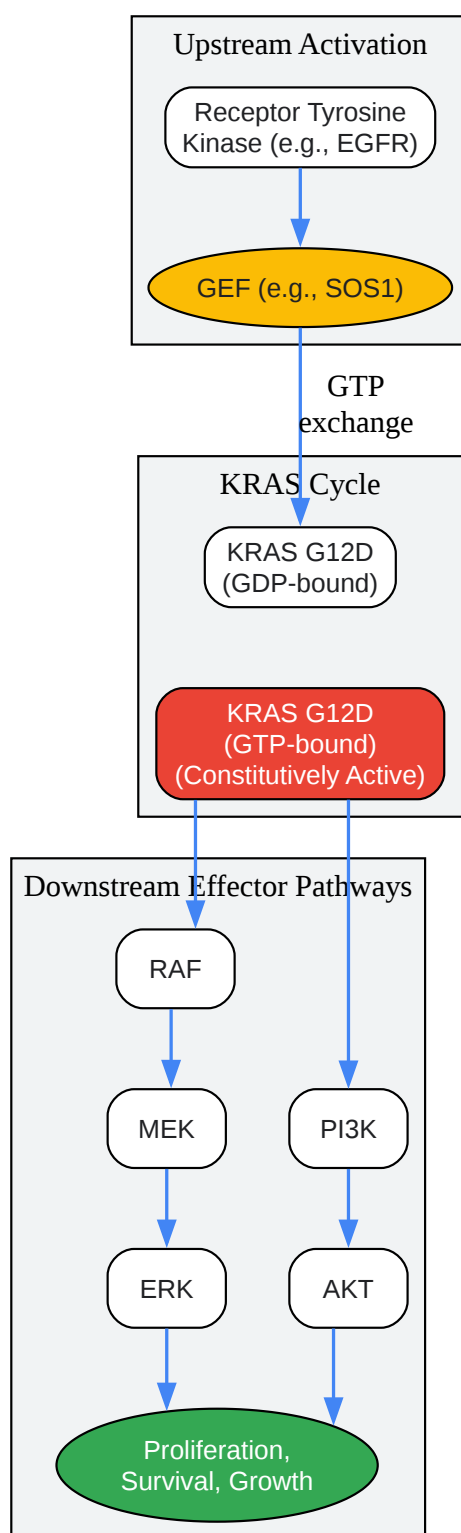 Upstream Activation
Receptor Tyrosine
Kinase (e.g., EGFR)
GEF (e.g., SOS1)
GTP
exchange
KRAS Cycle
KRAS G12D
(GDP-bound)
KRAS G12D
(GTP-bound)
(Constitutively Active)
Downstream Effector Pathways
RAF
MEK
PI3K
ERK
AKT
Proliferation,
Survival, Growth